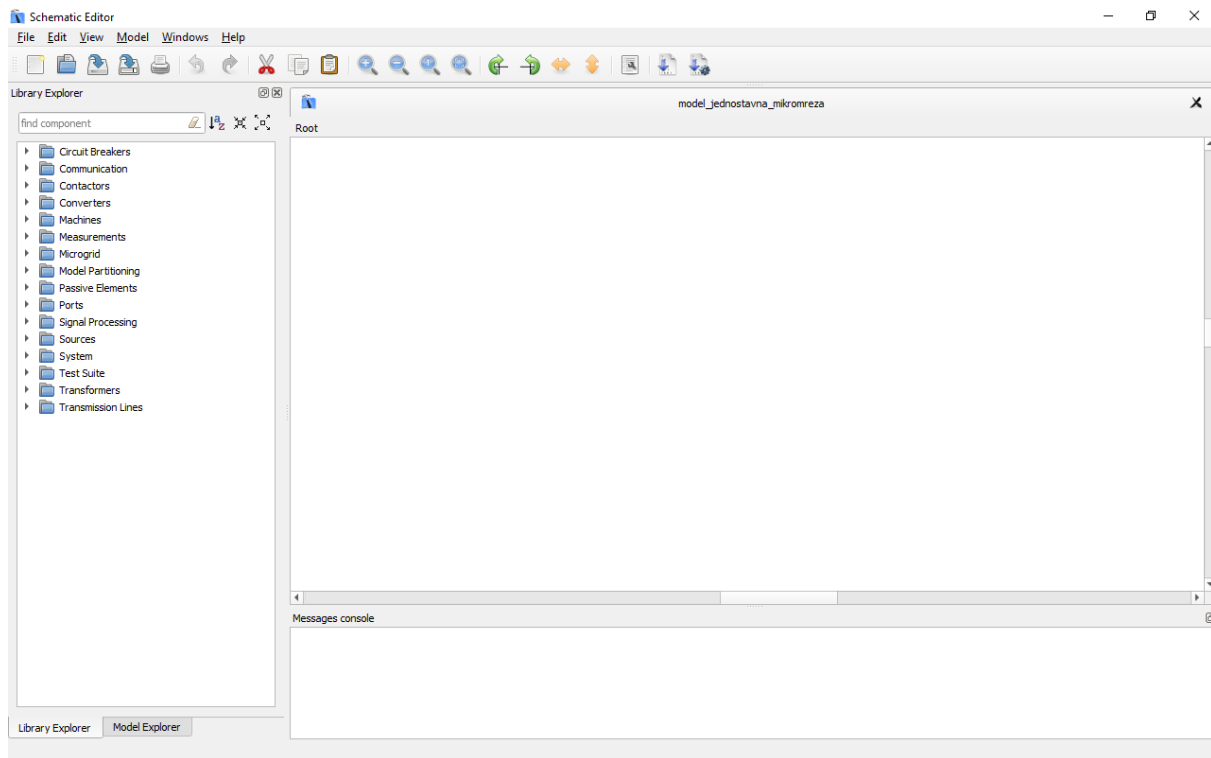 Schematic Editor
File Edit View Model Windows Help
Library Explorer
find component
Circuit Breakers
Communication
Contactors
Converters
Machines
Measurements
Microgrid
Model Partitioning
Passive Elements
Ports
Signal Processing
Sources
System
Test Suite
Transformers
Transmission Lines
Library Explorer Model Explorer
model_jednostavna_mikromreza
Root
Messages console